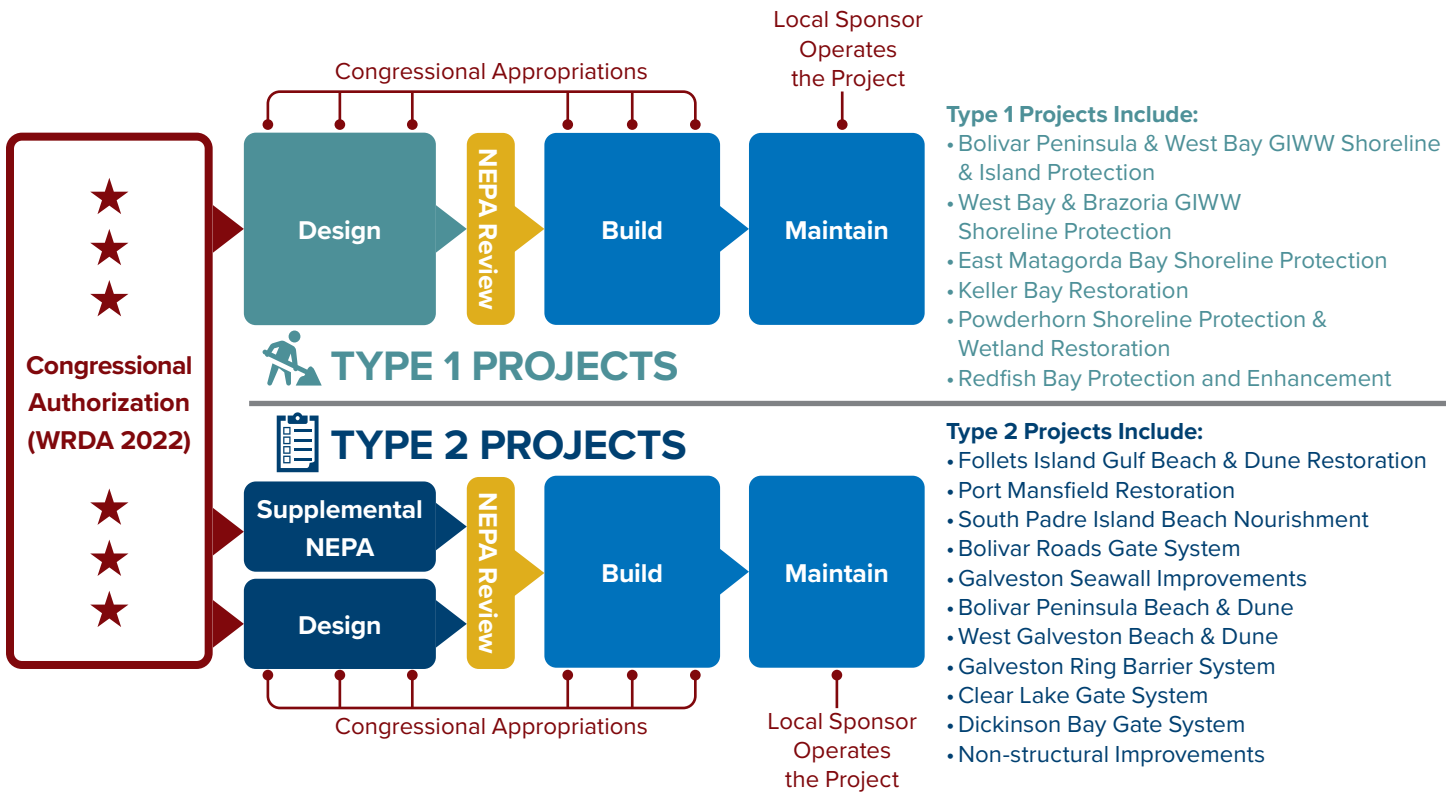 Local Sponsor
Operates
the Project
Congressional Appropriations
Congressional
Authorization
(WRDA 2022)
Design
NEPA Review
Build
Maintain
TYPE 1 PROJECTS
Type 1 Projects Include:
• Bolivar Peninsula & West Bay GIWW Shoreline
& Island Protection
• West Bay & Brazoria GIWW
Shoreline Protection
• East Matagorda Bay Shoreline Protection
• Keller Bay Restoration
• Powderhorn Shoreline Protection &
Wetland Restoration
• Redfish Bay Protection and Enhancement
TYPE 2 PROJECTS
Supplemental
NEPA
Design
NEPA Review
Build
Maintain
Congressional Appropriations
Local Sponsor
Operates
the Project
Type 2 Projects Include:
• Follets Island Gulf Beach & Dune Restoration
• Port Mansfield Restoration
• South Padre Island Beach Nourishment
• Bolivar Roads Gate System
• Galveston Seawall Improvements
• Bolivar Peninsula Beach & Dune
• West Galveston Beach & Dune
• Galveston Ring Barrier System
• Clear Lake Gate System
• Dickinson Bay Gate System
• Non-structural Improvements